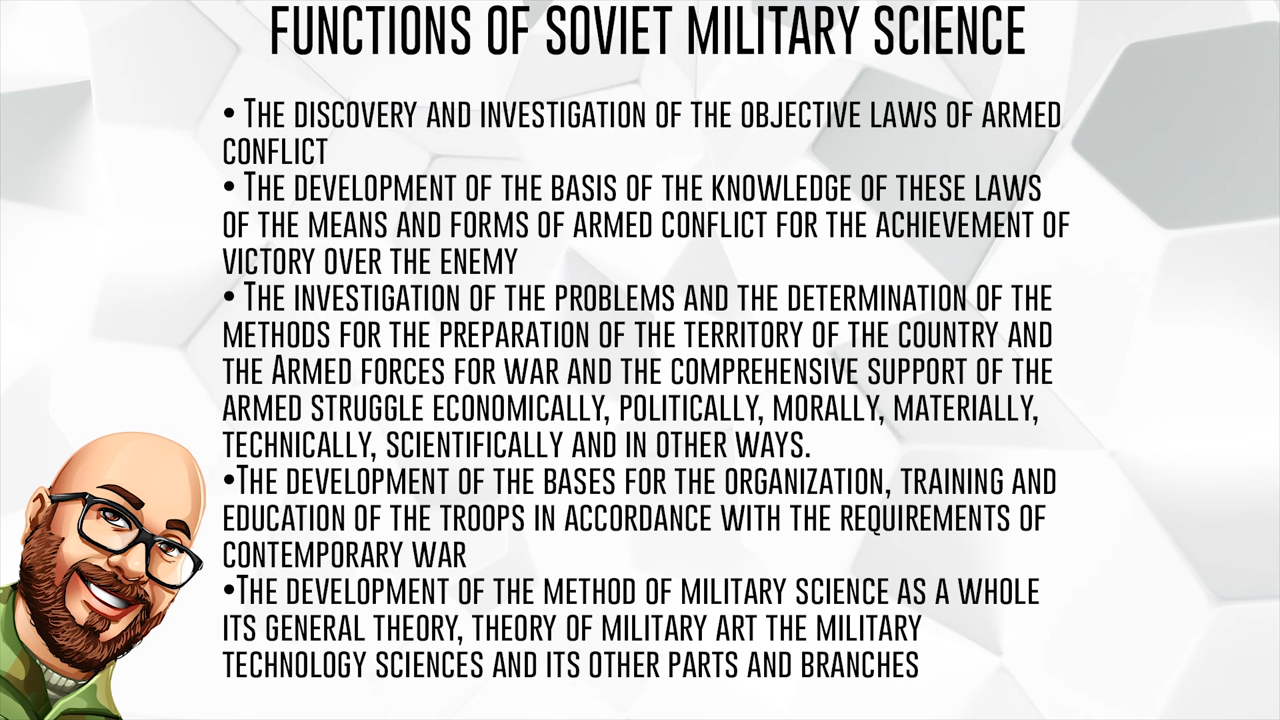 FUNCTIONS OF SOVIET MILITARY SCIENCE
• THE DISCOVERY AND INVESTIGATION OF THE OBJECTIVE LAWS OF ARMED
CONFLICT
• THE DEVELOPMENT OF THE BASIS OF THE KNOWLEDGE OF THESE LAWS
OF THE MEANS AND FORMS OF ARMED CONFLICT FOR THE ACHIEVEMENT OF
VICTORY OVER THE ENEMY
• THE INVESTIGATION OF THE PROBLEMS AND THE DETERMINATION OF THE
METHODS FOR THE PREPARATION OF THE TERRITORY OF THE COUNTRY AND
THE ARMED FORCES FOR WAR AND THE COMPREHENSIVE SUPPORT OF THE
ARMED STRUGGLE ECONOMICALLY, POLITICALLY, MORALLY, MATERIALLY,
TECHNICALLY, SCIENTIFICALLY AND IN OTHER WAYS.
•THE DEVELOPMENT OF THE BASES FOR THE ORGANIZATION, TRAINING AND
EDUCATION OF THE TROOPS IN ACCORDANCE WITH THE REQUIREMENTS OF
CONTEMPORARY WAR
•THE DEVELOPMENT OF THE METHOD OF MILITARY SCIENCE AS A WHOLE
ITS GENERAL THEORY, THEORY OF MILITARY ART THE MILITARY
TECHNOLOGY SCIENCES AND ITS OTHER PARTS AND BRANCHES